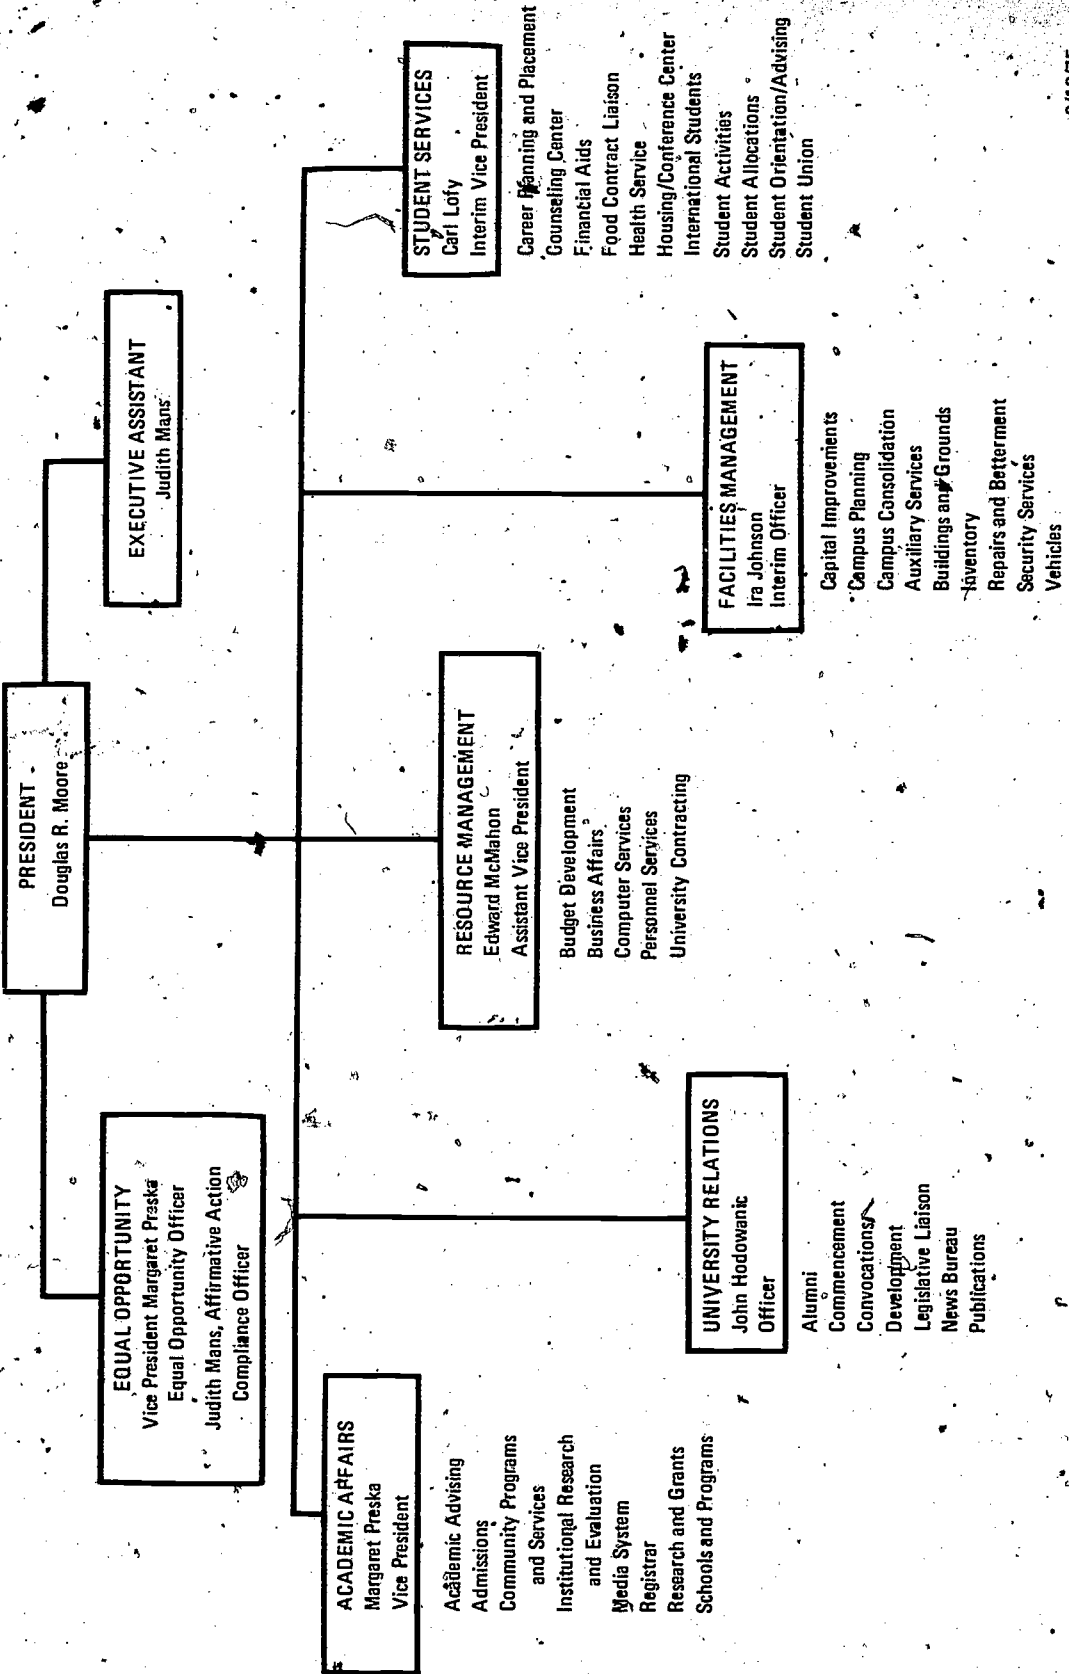 PRESIDENT
Douglas R. Moore
EQUAL OPPORTUNITY
Vice President Margaret Preska
Equal Opportunity Officer
Judith Mans, Affirmative Action
Compliance Officer
EXECUTIVE ASSISTANT
Judith Mans
ACADEMIC AFFAIRS
Margaret Preska
Vice President
Academic Advising
Admissions
Community Programs
and Services
Institutional Research
and Evaluation
Media System
Registrar
Research and Grants
Schools and Programs
UNIVERSITY RELATIONS
John Hodowanic
Officer
Alumni
Commencement
Convocations
Development
Legislative Liaison
News Bureau
Publications
RESOURCE MANAGEMENT
Edward McMahon
Assistant Vice President
Budget Development
Business Affairs
Computer Services
Personnel Services
University Contracting
FACILITIES MANAGEMENT
Ira Johnson
Interim Officer
Capital Improvements
Campus Planning
Campus Consolidation
Auxiliary Services
Buildings and Grounds
Inventory
Repairs and Betterment
Security Services
Vehicles
STUDENT SERVICES
Carl Lofy
Interim Vice President
Career Planning and Placement
Counseling Center
Financial Aids
Food Contract Liaison
Health Service
Housing/Conference Center
International Students
Student Activities
Student Allocations
Student Orientation/Advising
Student Union